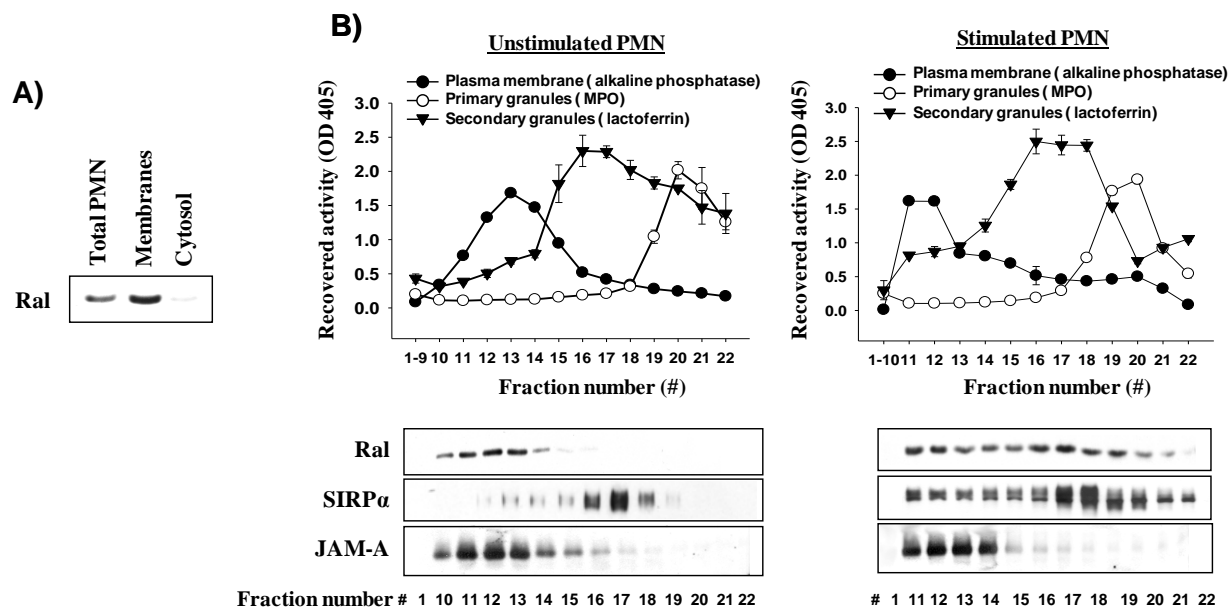 A)
Total PMN
Membranes
Cytosol
Ral
B)
Unstimulated PMN
Plasma membrane ( alkaline phosphatase)
Primary granules ( MPO)
Secondary granules ( lactoferrin)
Recovered activity (OD 405)
3.0
2.5
2.0
1.5
1.0
0.5
0.0
1-9 10 11 12 13 14 15 16 17 18 19 20 21 22
Fraction number (#)
Stimulated PMN
Plasma membrane ( alkaline phosphatase)
Primary granules ( MPO)
Secondary granules ( lactoferrin)
Recovered activity (OD 405)
3.0
2.5
2.0
1.5
1.0
0.5
0.0
1-10 11 12 13 14 15 16 17 18 19 20 21 22
Fraction number (#)
Ral
SIRPα
JAM-A
Fraction number # 1 10 11 12 13 14 15 16 17 18 19 20 21 22
# 1 11 12 13 14 15 16 17 18 19 20 21 22